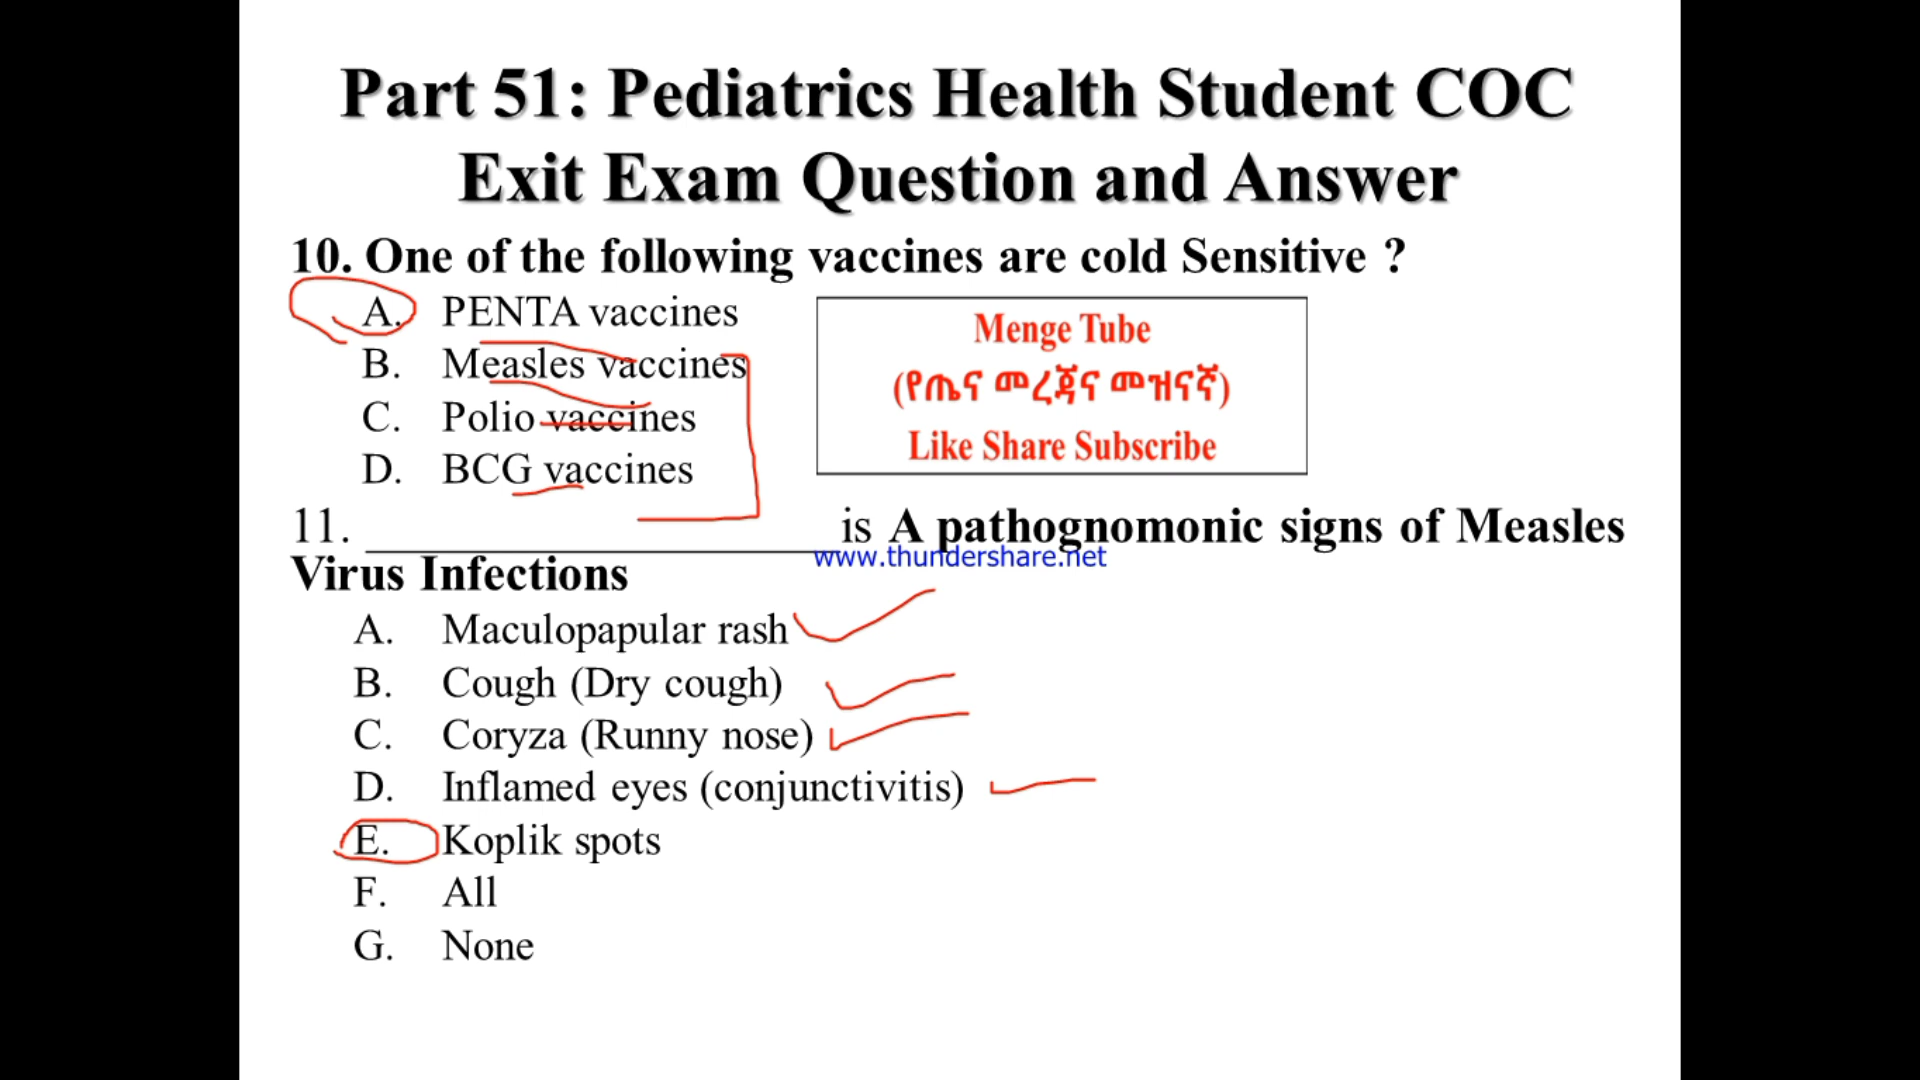 Part 51: Pediatrics Health Student COC
Exit Exam Question and Answer
10. One of the following vaccines are cold Sensitive ?
A. PENTA vaccines
B. Measles vaccines
C. Polio vaccines
D. BCG vaccines
Menge Tube
(የጤና መረጃና መዝናኛ)
Like Share Subscribe
11. ______________________is A pathognomonic signs of Measles
www.thundershare.net
Virus Infections
A. Maculopapular rash
B. Cough (Dry cough)
C. Coryza (Runny nose)
D. Inflamed eyes (conjunctivitis)
E. Koplik spots
F. All
G. None